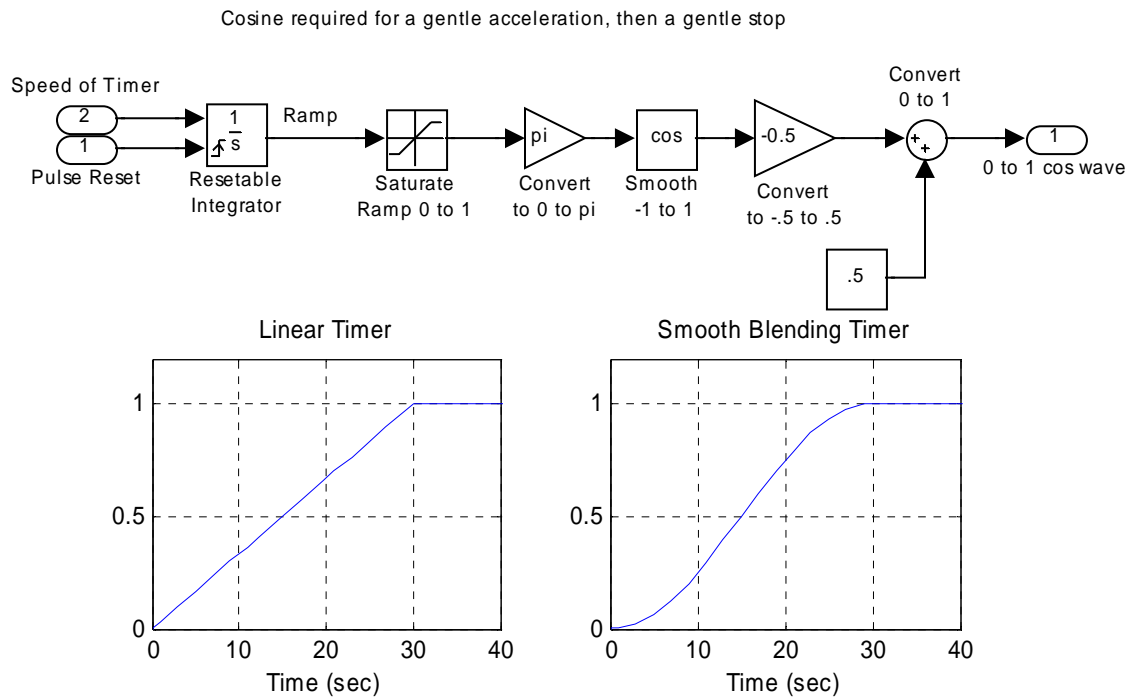 Cosine required for a gentle acceleration, then a gentle stop
Speed of Timer
2
1
Pulse Reset
1
s
Resetable
Integrator
Ramp
Saturate
Ramp 0 to 1
pi
Convert
to 0 to pi
cos
Smooth
-1 to 1
-0.5
Convert
to -.5 to .5
Convert
0 to 1
+
+
.5
1
0 to 1 cos wave
Linear Timer
1
0.5
0
0 10 20 30 40
Time (sec)
Smooth Blending Timer
1
0.5
0
0 10 20 30 40
Time (sec)